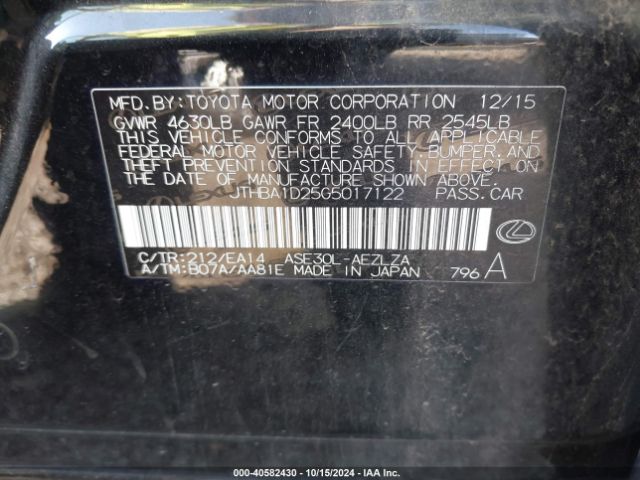 MFD.BY:TOYOTA MOTOR CORPORATION 12/15
GVWR 4630LB GAWR FR 2400LB RR 2545LB
THIS VEHICLE CONFORMS TO ALL APPLICABLE
FEDERAL MOTOR VEHICLE SAFETY,BUMPER,AND
THEFT PREVENTION STANDARDS IN EFFECT ON
THE DATE OF MANUFACTURE SHOWN ABOVE.
JTHBA1D25G5017122 PASS.CAR
C/TR:212/EA14 ASE30L-AEZLZA
A/TM:B07A/AA81E MADE IN JAPAN 796 A
000-40582430 - 10/15/2024 - IAA Inc.